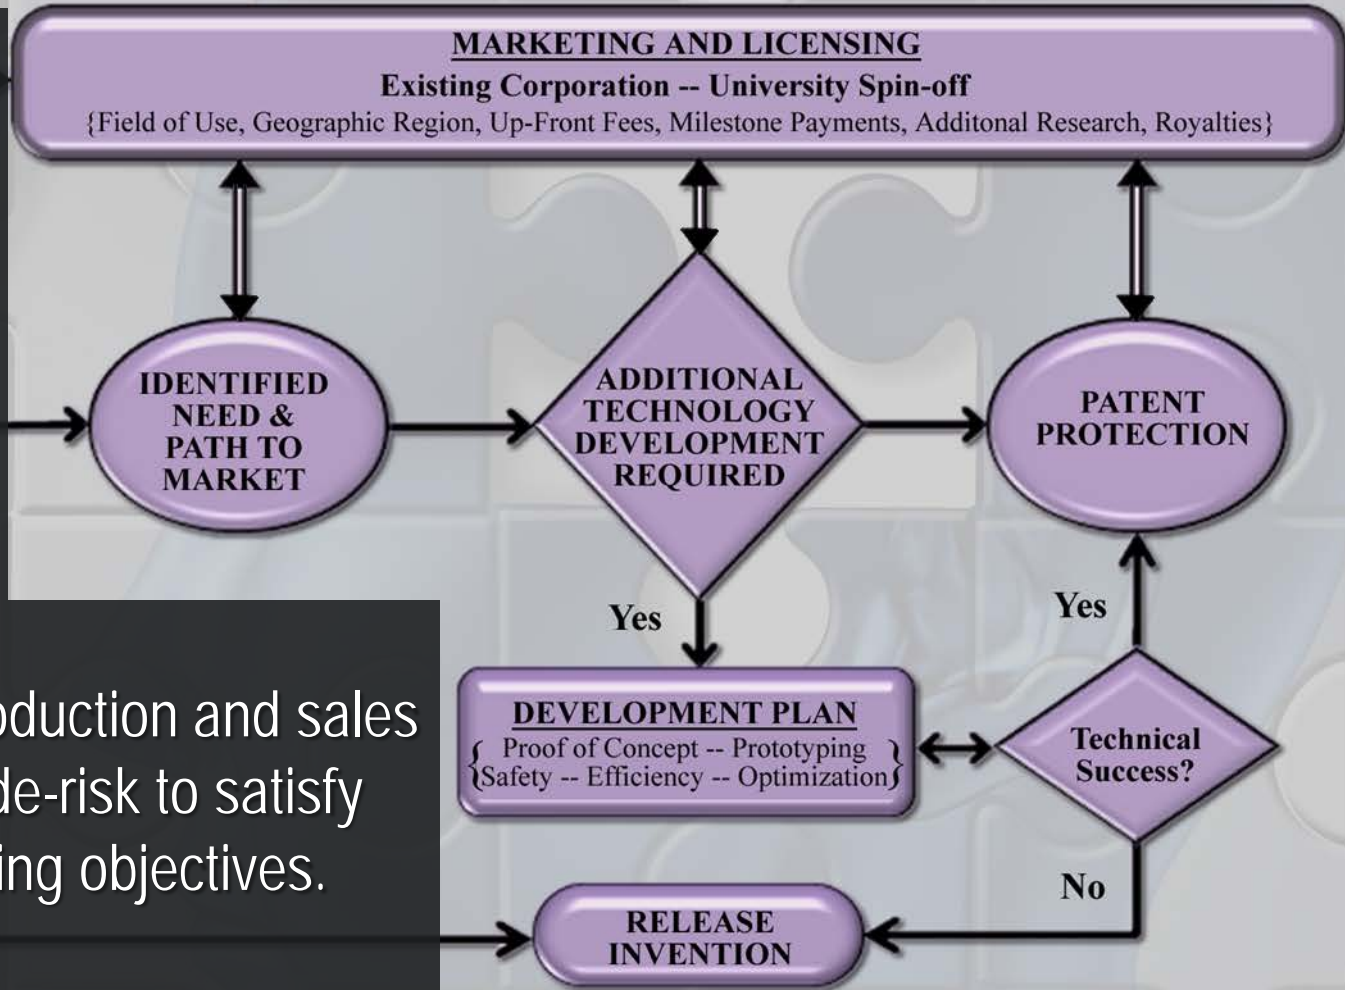 MARKETING AND LICENSING
Existing Corporation -- University Spin-off
{Field of Use, Geographic Region, Up-Front Fees, Milestone Payments, Additonal Research, Royalties}
IDENTIFIED
NEED &
PATH TO
MARKET
ADDITIONAL
TECHNOLOGY
DEVELOPMENT
REQUIRED
PATENT
PROTECTION
Yes
Yes
DEVELOPMENT PLAN
{Proof of Concept -- Prototyping
Safety -- Efficiency -- Optimization}
Technical
Success?
and sales
de-risk to satisfy
objectives.
No
RELEASE
INVENTION